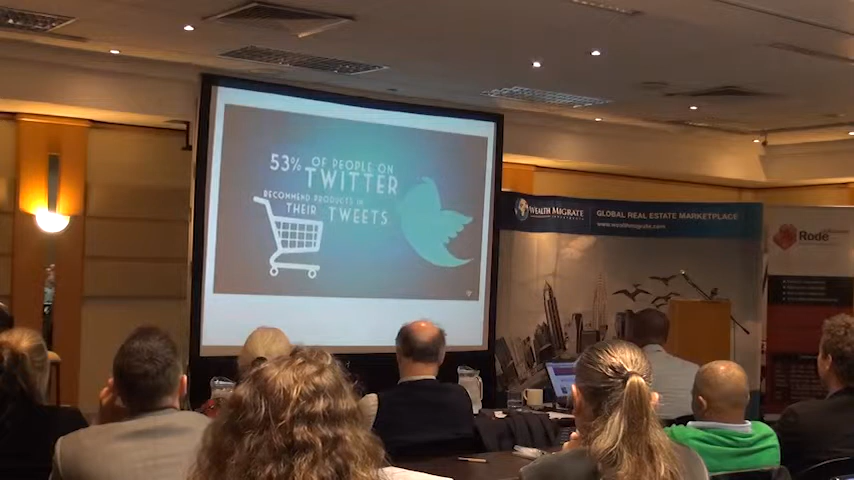 53% OF PEOPLE ON
TWITTER
RECOMMEND PRODUCTS IN
THEIR TWEETS
WEALTH MIGRATE
GLOBAL REAL ESTATE MARKETPLACE
www.wealthmigrate.com
Rode